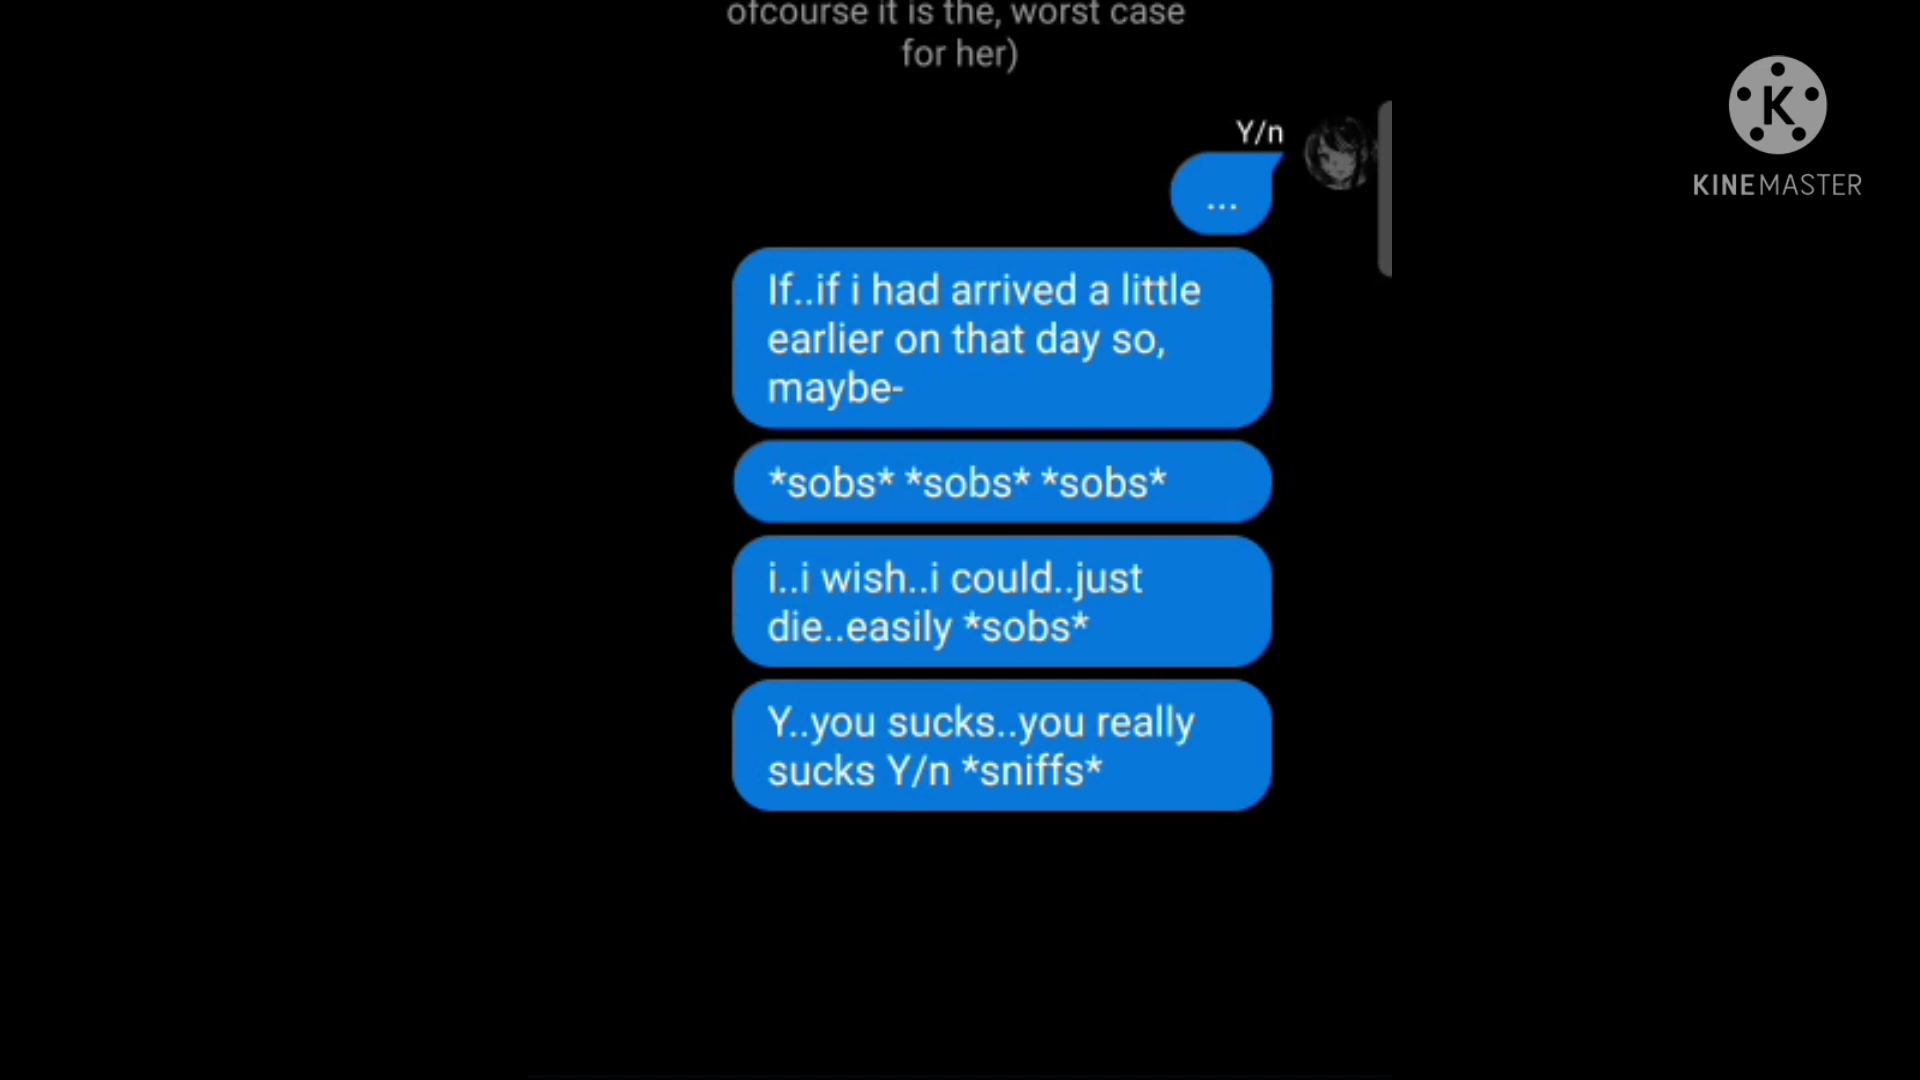 ofcourse it is the, worst case
for her)
Y/n
...
If..if i had arrived a little
earlier on that day so,
maybe-
*sobs* *sobs* *sobs*
i..i wish..i could..just
die..easily *sobs*
Y..you sucks..you really
sucks Y/n *sniffs*
K
KINEMASTER